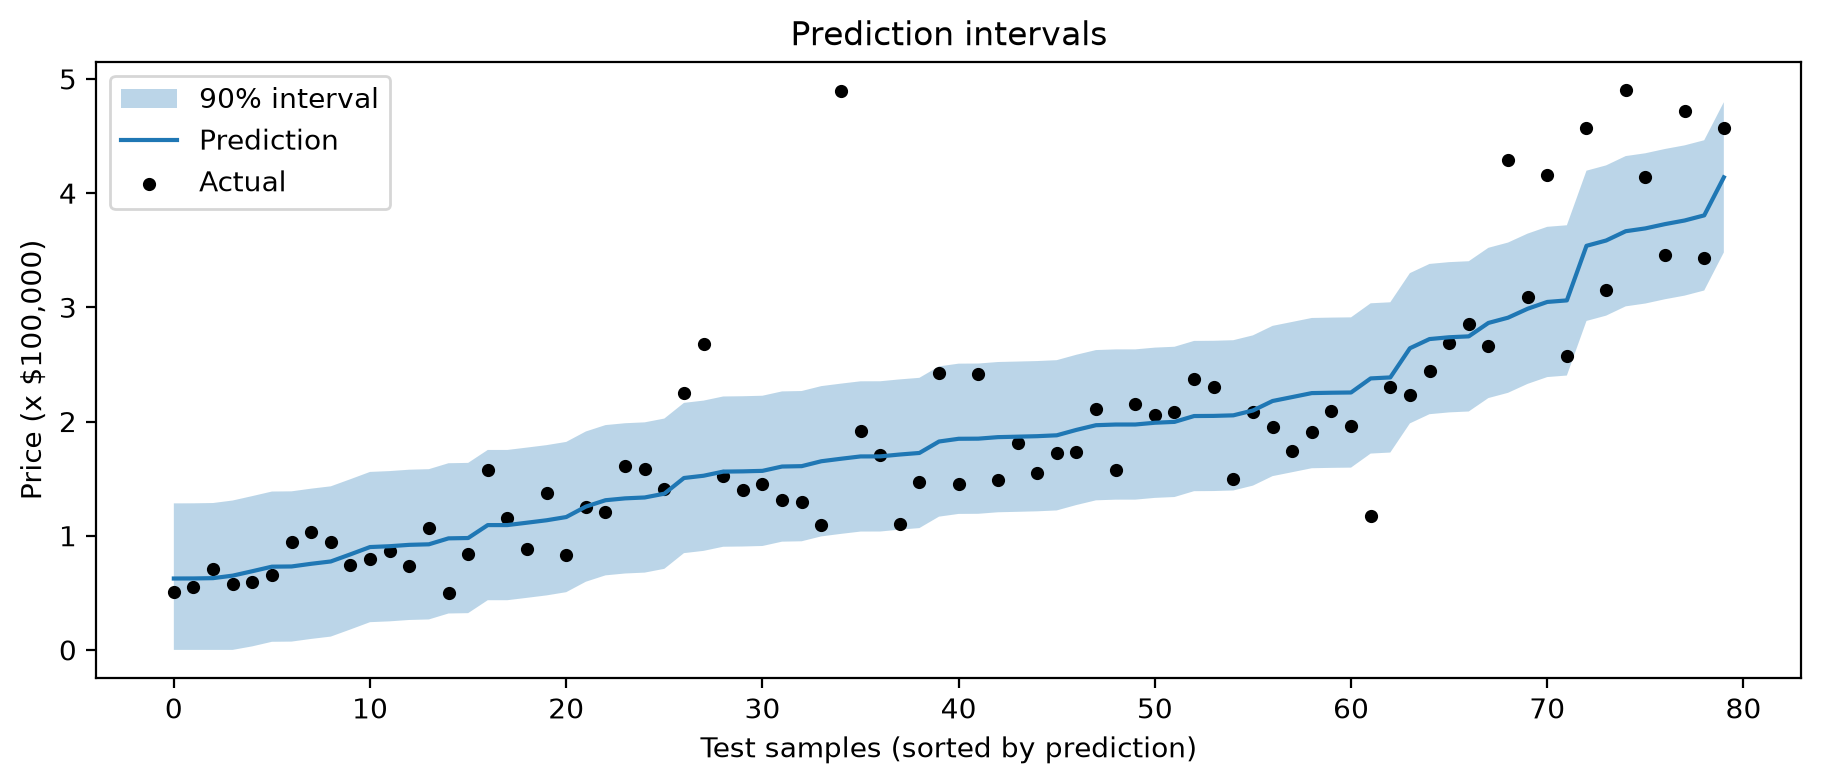 Prediction intervals
90% interval
Prediction
Actual
Price (x $100,000)
5
4
3
2
1
0
0 10 20 30 40 50 60 70 80
Test samples (sorted by prediction)